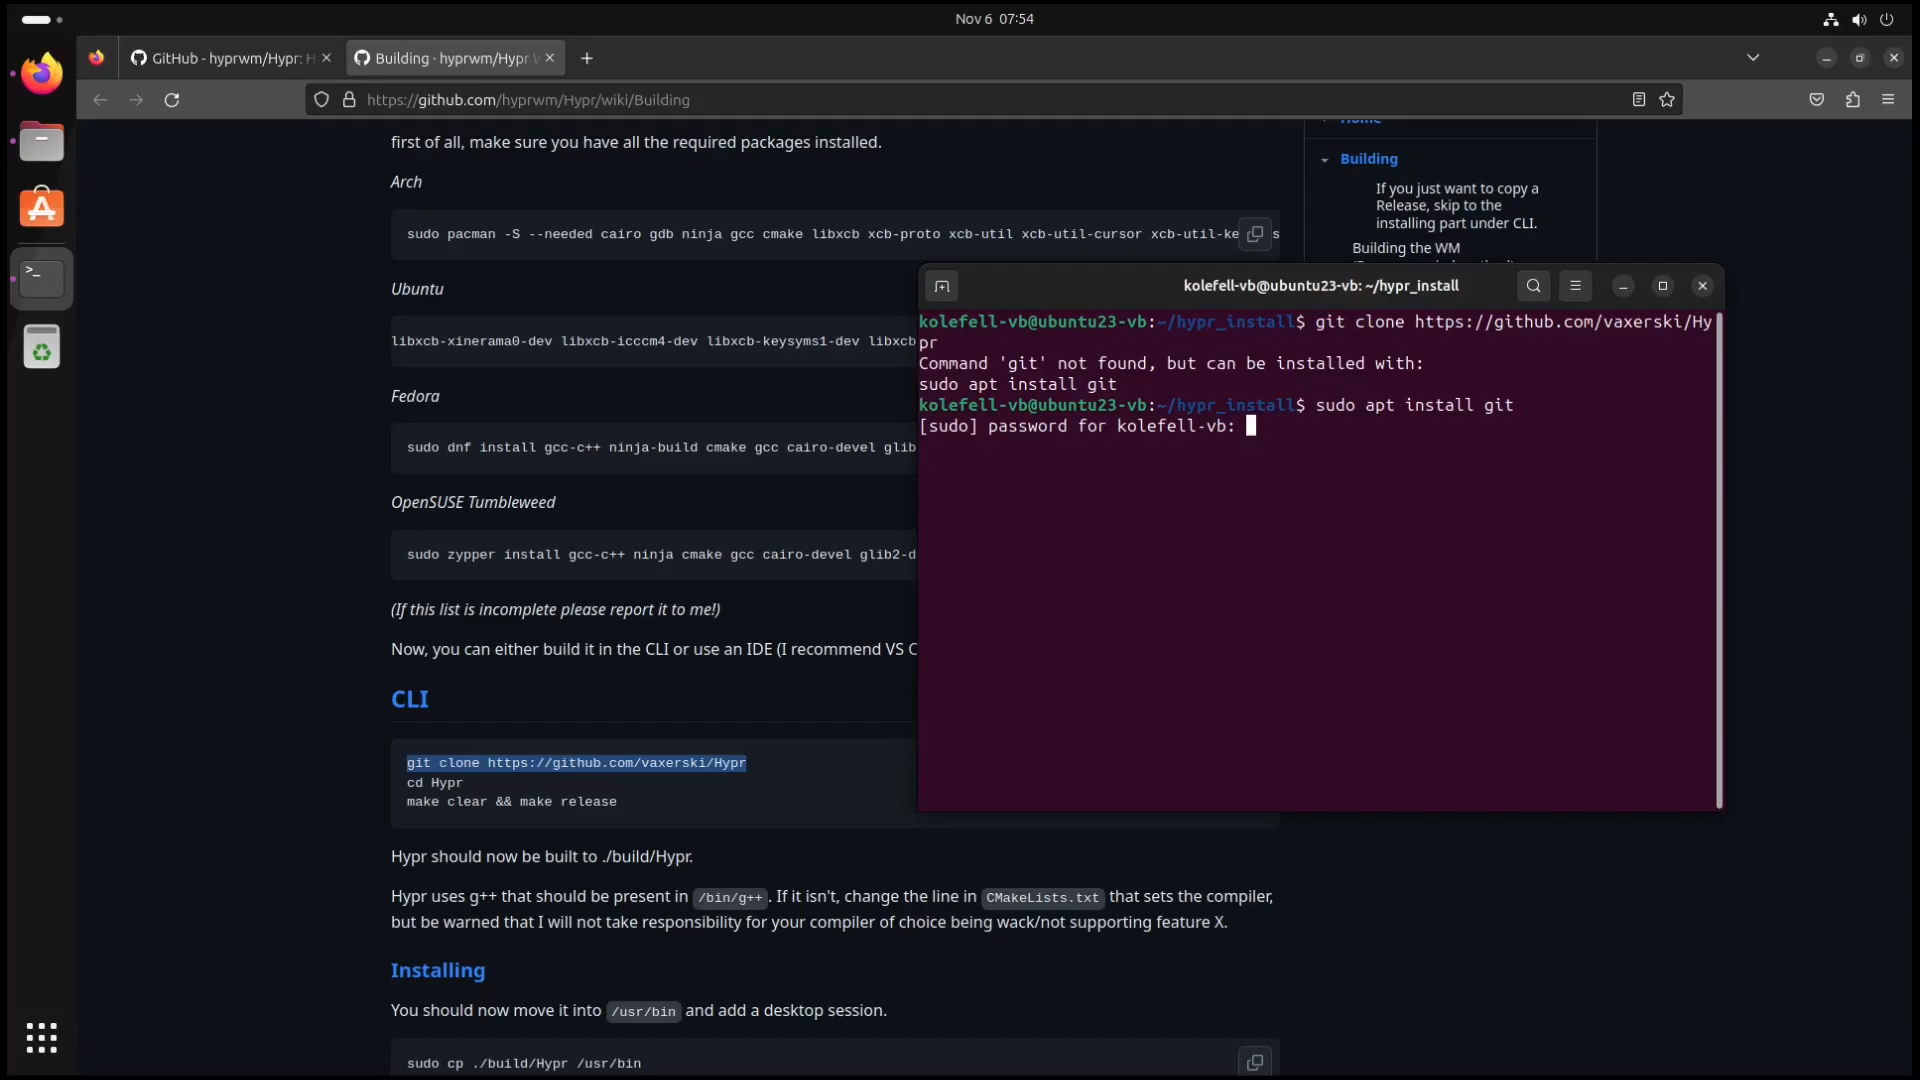 Nov 6 07:54
GitHub - hyprwm/Hypr: H
Building · hyprwm/Hypr W
https://github.com/hyprwm/Hypr/wiki/Building
first of all, make sure you have all the required packages installed.
Arch
sudo pacman -S --needed cairo gdb ninja gcc cmake libxcb xcb-proto xcb-util xcb-util-cursor xcb-util-ke s
Ubuntu
libxcb-xinerama0-dev libxcb-icccm4-dev libxcb-keysyms1-dev libxcb
Fedora
sudo dnf install gcc-c++ ninja-build cmake gcc cairo-devel glib
OpenSUSE Tumbleweed
sudo zypper install gcc-c++ ninja cmake gcc cairo-devel glib2-d
(If this list is incomplete please report it to me!)
Now, you can either build it in the CLI or use an IDE (I recommend VS C
CLI
git clone https://github.com/vaxerski/Hypr
cd Hypr
make clear && make release
Hypr should now be built to ./build/Hypr.
Hypr uses g++ that should be present in /bin/g++. If it isn't, change the line in CMakeLists.txt that sets the compiler,
but be warned that I will not take responsibility for your compiler of choice being wack/not supporting feature X.
Installing
You should now move it into /usr/bin and add a desktop session.
sudo cp ./build/Hypr /usr/bin
Home
Building
If you just want to copy a
Release, skip to the
installing part under CLI.
Building the WM
kolefell-vb@ubuntu23-vb: ~/hypr_install
kolefell-vb@ubuntu23-vb:~/hypr_install$ git clone https://github.com/vaxerski/Hy
pr
Command 'git' not found, but can be installed with:
sudo apt install git
kolefell-vb@ubuntu23-vb:~/hypr_install$ sudo apt install git
[sudo] password for kolefell-vb: